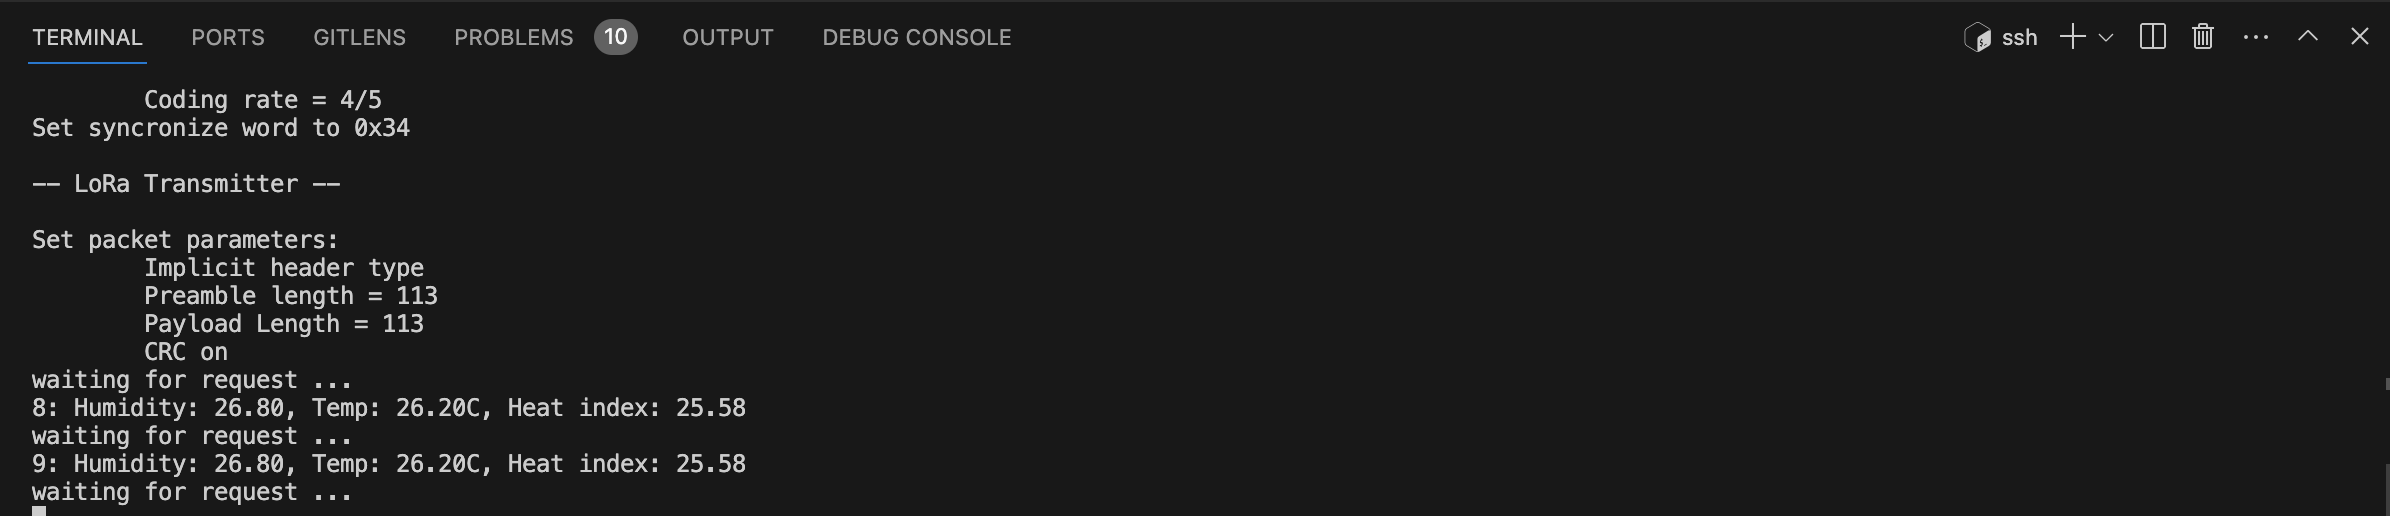 TERMINAL PORTS GITLENS PROBLEMS 10 OUTPUT DEBUG CONSOLE ssh
Coding rate = 4/5
Set syncronize word to 0x34
-- LoRa Transmitter --
Set packet parameters:
Implicit header type
Preamble length = 113
Payload Length = 113
CRC on
waiting for request ...
8: Humidity: 26.80, Temp: 26.20C, Heat index: 25.58
waiting for request ...
9: Humidity: 26.80, Temp: 26.20C, Heat index: 25.58
waiting for request ...